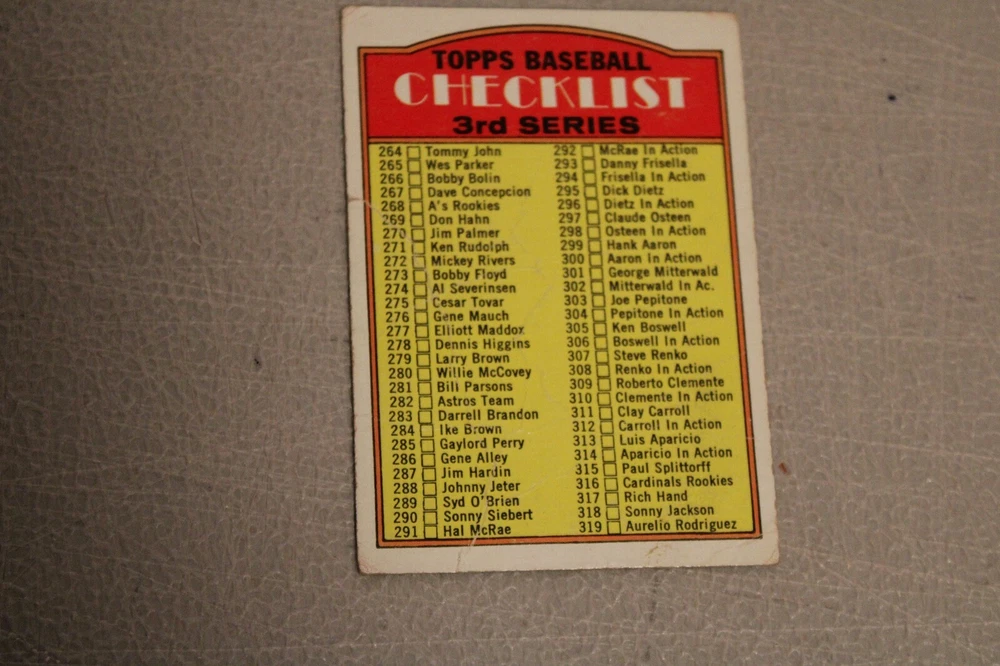 TOPPS BASEBALL
CHECKLIST
3rd SERIES
264 Tommy John
265 Wes Parker
266 Bobby Bolin
267 Dave Concepcion
268 A's Rookies
269 Don Hahn
270 Jim Palmer
271 Ken Rudolph
272 Mickey Rivers
273 Bobby Floyd
274 Al Severinsen
275 Cesar Tovar
276 Gene Mauch
277 Elliott Maddox
278 Dennis Higgins
279 Larry Brown
280 Willie McCovey
281 Bill Parsons
282 Astros Team
283 Darrell Brandon
284 Ike Brown
285 Gaylord Perry
286 Gene Alley
287 Jim Hardin
288 Johnny Jeter
289 Syd O'Brien
290 Sonny Siebert
291 Hal McRae
292 McRae In Action
293 Danny Frisella
294 Frisella In Action
295 Dick Dietz
296 Dietz In Action
297 Claude Osteen
298 Osteen In Action
299 Hank Aaron
300 Aaron In Action
301 George Mitterwald
302 Mitterwald In Ac.
303 Joe Pepitone
304 Pepitone In Action
305 Ken Boswell
306 Boswell In Action
307 Steve Renko
308 Renko In Action
309 Roberto Clemente
310 Clemente In Action
311 Clay Carroll
312 Carroll In Action
313 Luis Aparicio
314 Aparicio In Action
315 Paul Splittorff
316 Cardinals Rookies
317 Rich Hand
318 Sonny Jackson
319 Aurelio Rodriguez